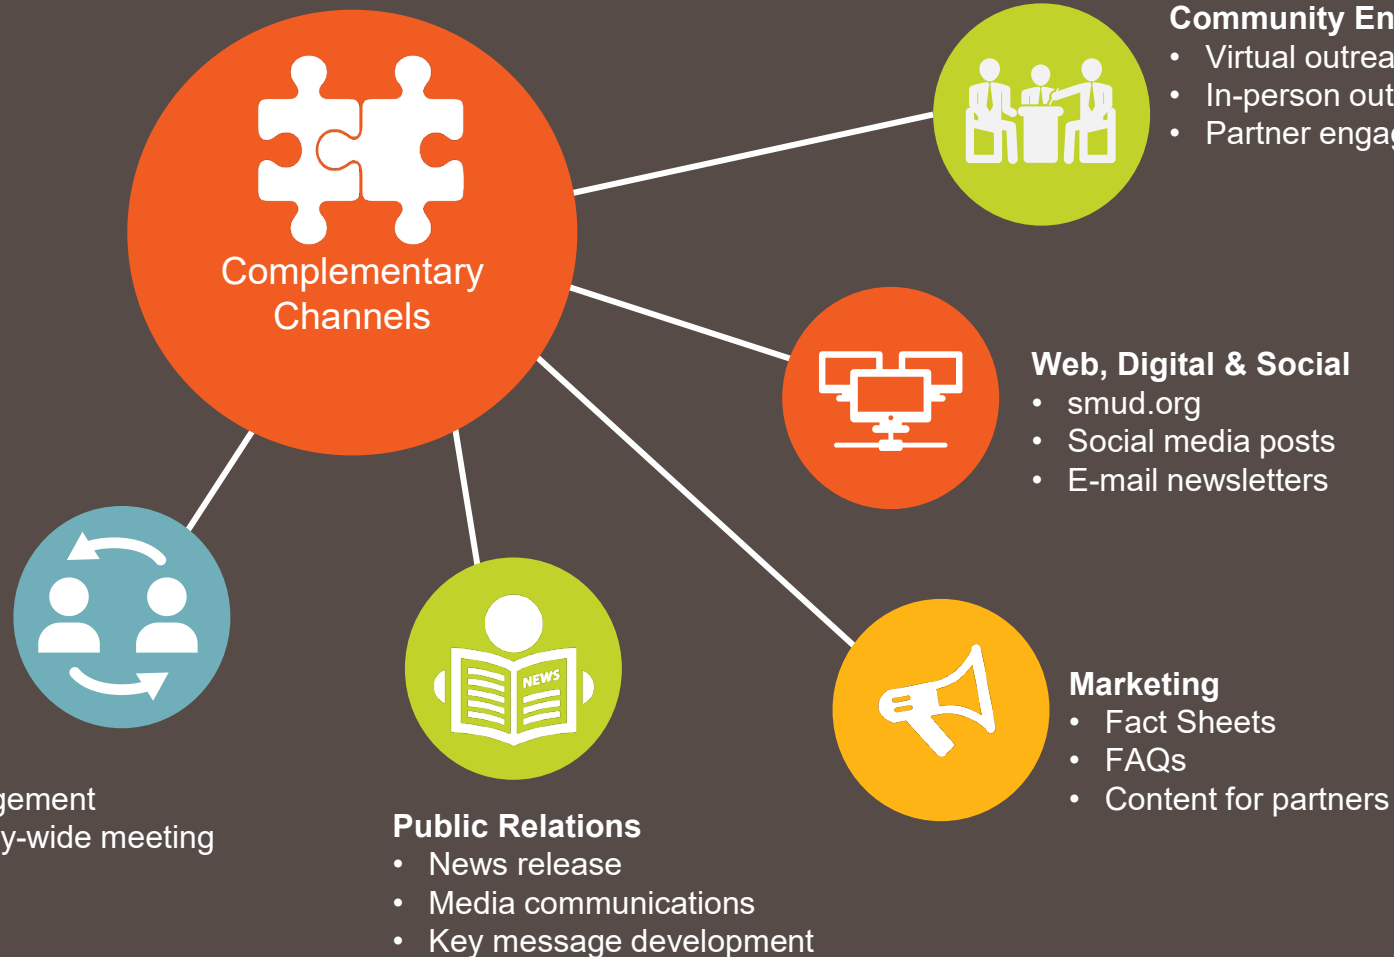 Complementary
Channels
Community En
• Virtual outrea
• In-person out
• Partner engag
Web, Digital & Social
• smud.org
• Social media posts
• E-mail newsletters
NEWS
Marketing
• Fact Sheets
• FAQs
• Content for partners
gement
y-wide meeting
Public Relations
• News release
• Media communications
• Key message development